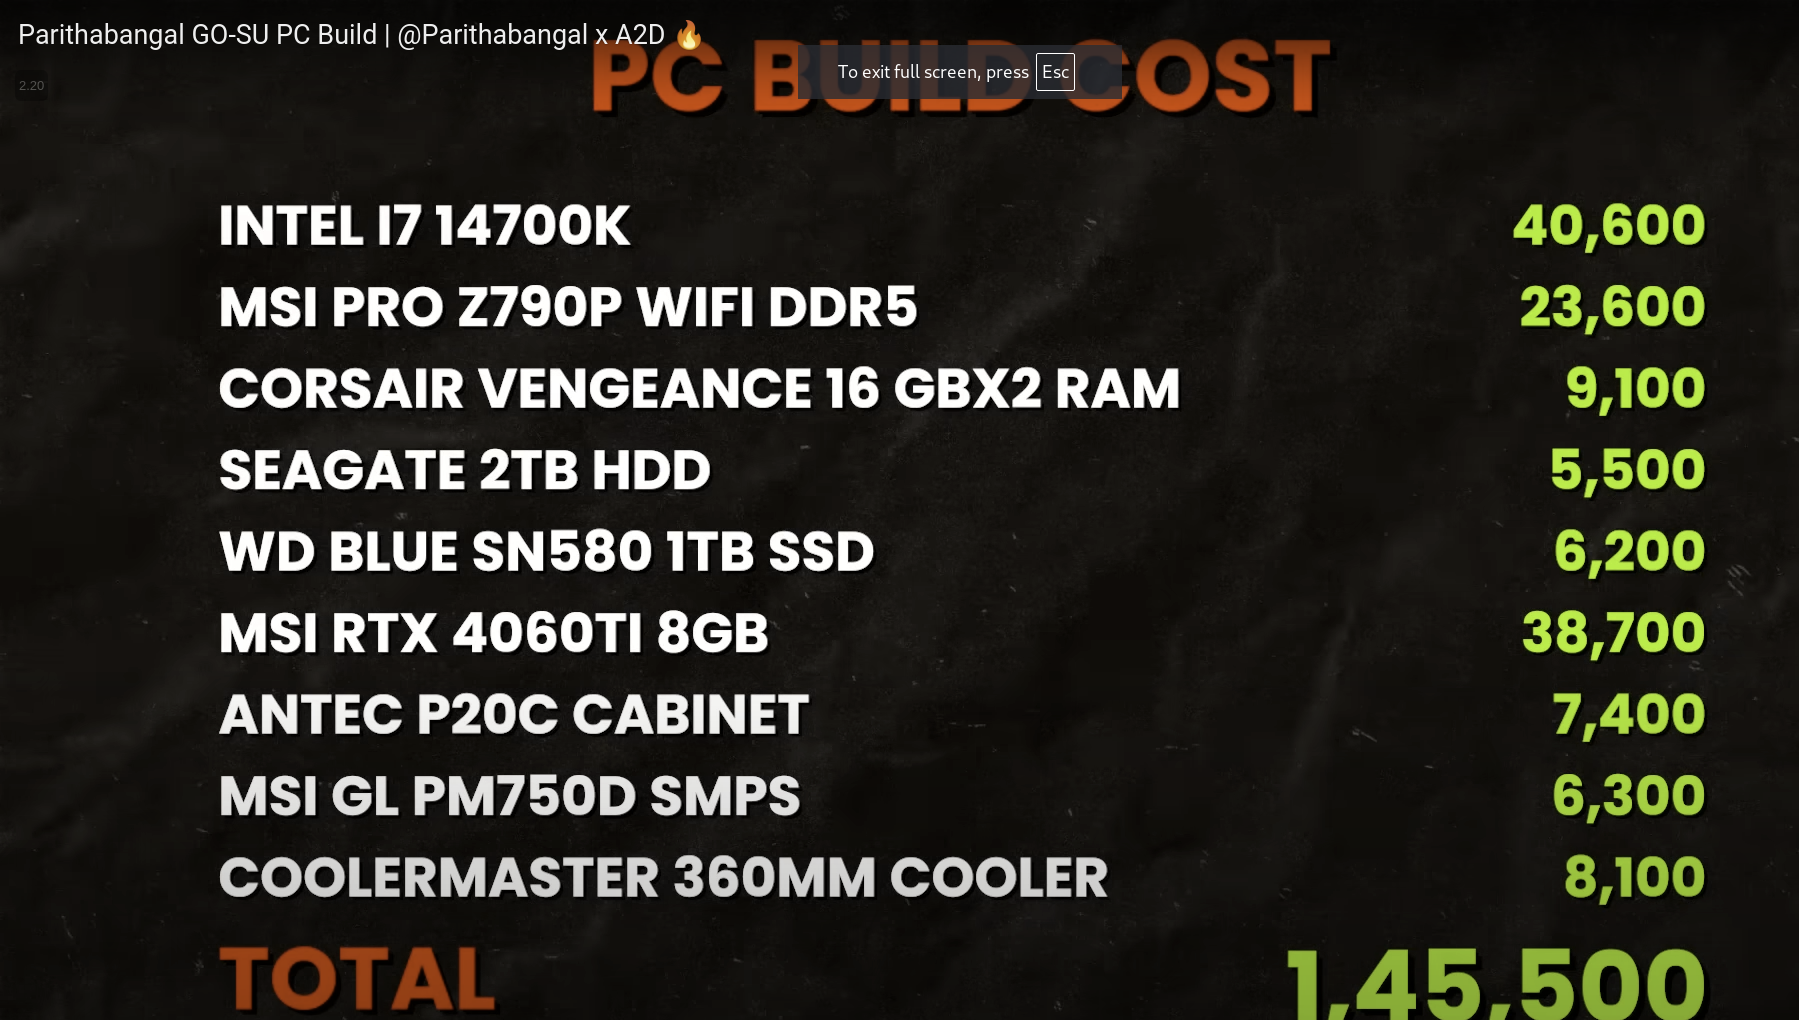 Parithabangal GO-SU PC Build | @Parithabangal x A2D 🔥
PC BUILD COST
To exit full screen, press Esc
2.20
INTEL I7 14700K 40,600
MSI PRO Z790P WIFI DDR5 23,600
CORSAIR VENGEANCE 16 GBX2 RAM 9,100
SEAGATE 2TB HDD 5,500
WD BLUE SN580 1TB SSD 6,200
MSI RTX 4060TI 8GB 38,700
ANTEC P20C CABINET 7,400
MSI GL PM750D SMPS 6,300
COOLERMASTER 360MM COOLER 8,100
TOTAL 1,45,500